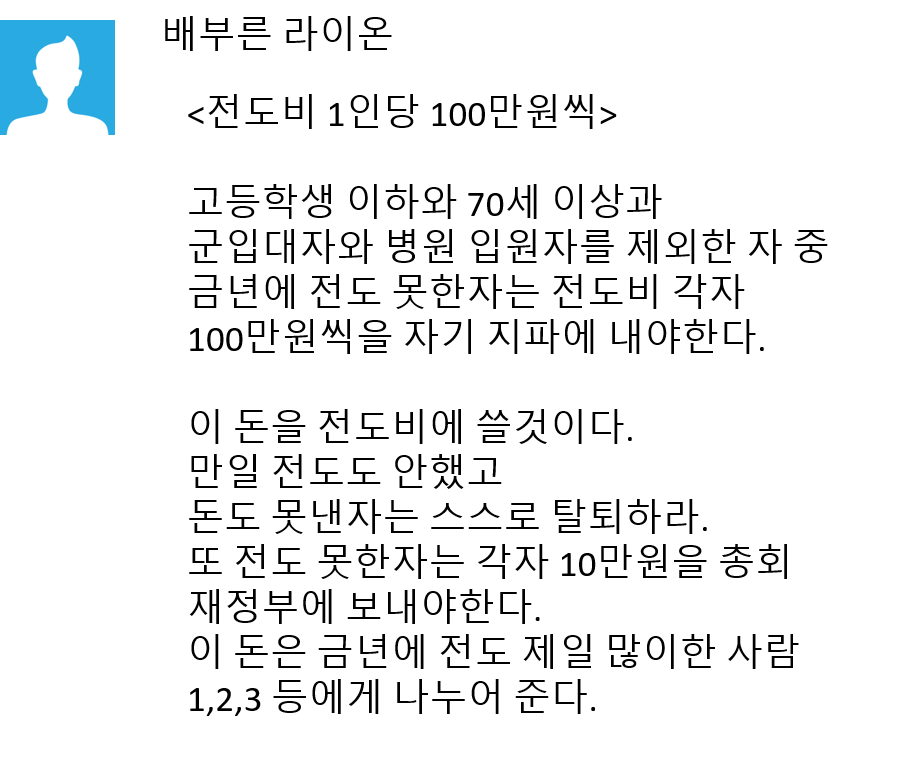 배부른 라이온
<전도비 1인당 100만원씩>
고등학생 이하와 70세 이상과
군입대자와 병원 입원자를 제외한 자 중
금년에 전도 못한자는 전도비 각자
100만원씩을 자기 지파에 내야한다.
이 돈을 전도비에 쓸것이다.
만일 전도도 안했고
돈도 못낸자는 스스로 탈퇴하라.
또 전도 못한자는 각자 10만원을 총회
재정부에 보내야한다.
이 돈은 금년에 전도 제일 많이한 사람
1,2,3 등에게 나누어 준다.